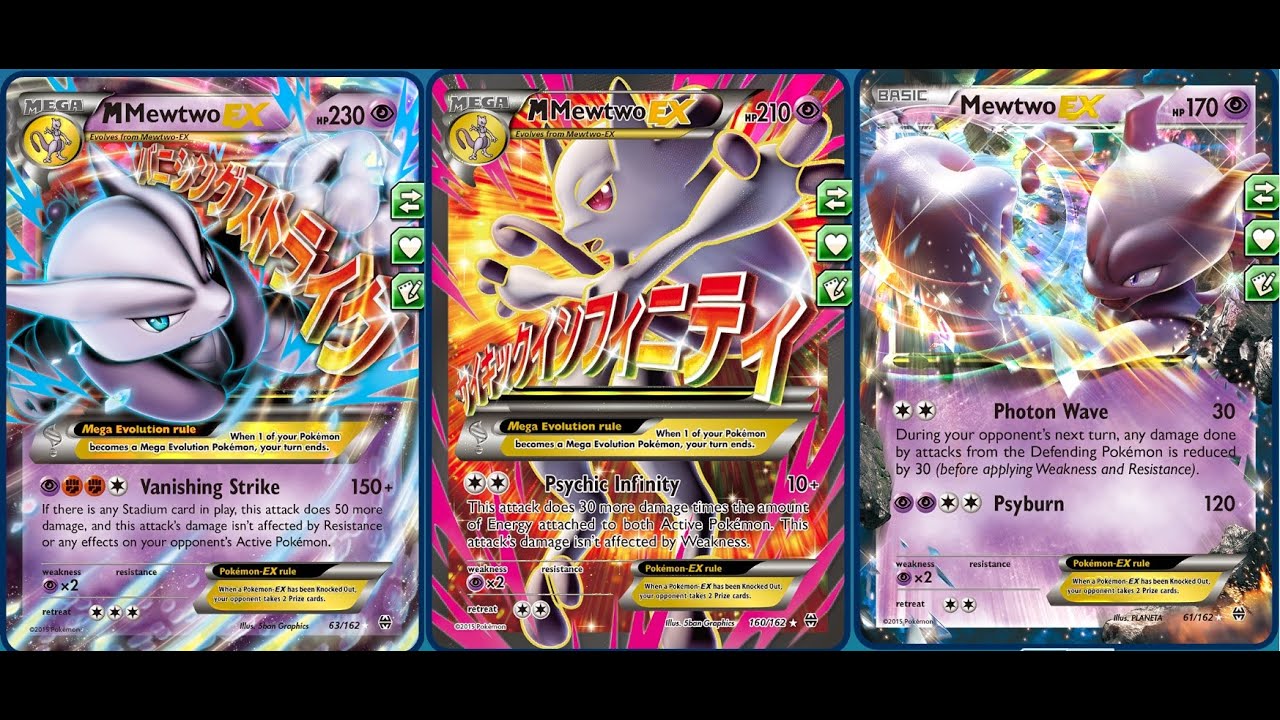 MEGA
M Mewtwo EX
HP 230
Evolves from Mewtwo-EX
バニシングストライク
Mega Evolution rule
When 1 of your Pokémon
becomes a Mega Evolution Pokémon, your turn ends.
Vanishing Strike 150+
If there is any Stadium card in play, this attack does 50 more
damage, and this attack's damage isn't affected by Resistance
or any effects on your opponent's Active Pokémon.
weakness resistance
×2
Pokémon-EX rule
When a Pokémon-EX has been Knocked Out,
your opponent takes 2 Prize cards.
retreat
©2015 Pokémon
Illus. 5ban Graphics 63/162
MEGA
M Mewtwo EX
HP 210
Evolves from Mewtwo-EX
サイキックインフィニティ
Mega Evolution rule
When 1 of your Pokémon
becomes a Mega Evolution Pokémon, your turn ends.
Psychic Infinity 10+
This attack does 30 more damage times the amount
of Energy attached to both Active Pokémon. This
attack's damage isn't affected by Weakness.
weakness resistance
×2
Pokémon-EX rule
When a Pokémon-EX has been Knocked Out,
your opponent takes 2 Prize cards.
retreat
©2015 Pokémon
Illus. 5ban Graphics 160/162
BASIC
Mewtwo EX
HP 170
Photon Wave 30
During your opponent's next turn, any damage done
by attacks from the Defending Pokémon is reduced
by 30 (before applying Weakness and Resistance).
Psyburn 120
weakness resistance
×2
Pokémon-EX rule
When a Pokémon-EX has been Knocked Out,
your opponent takes 2 Prize cards.
retreat
©2015 Pokémon
Illus. PLANETA 61/162